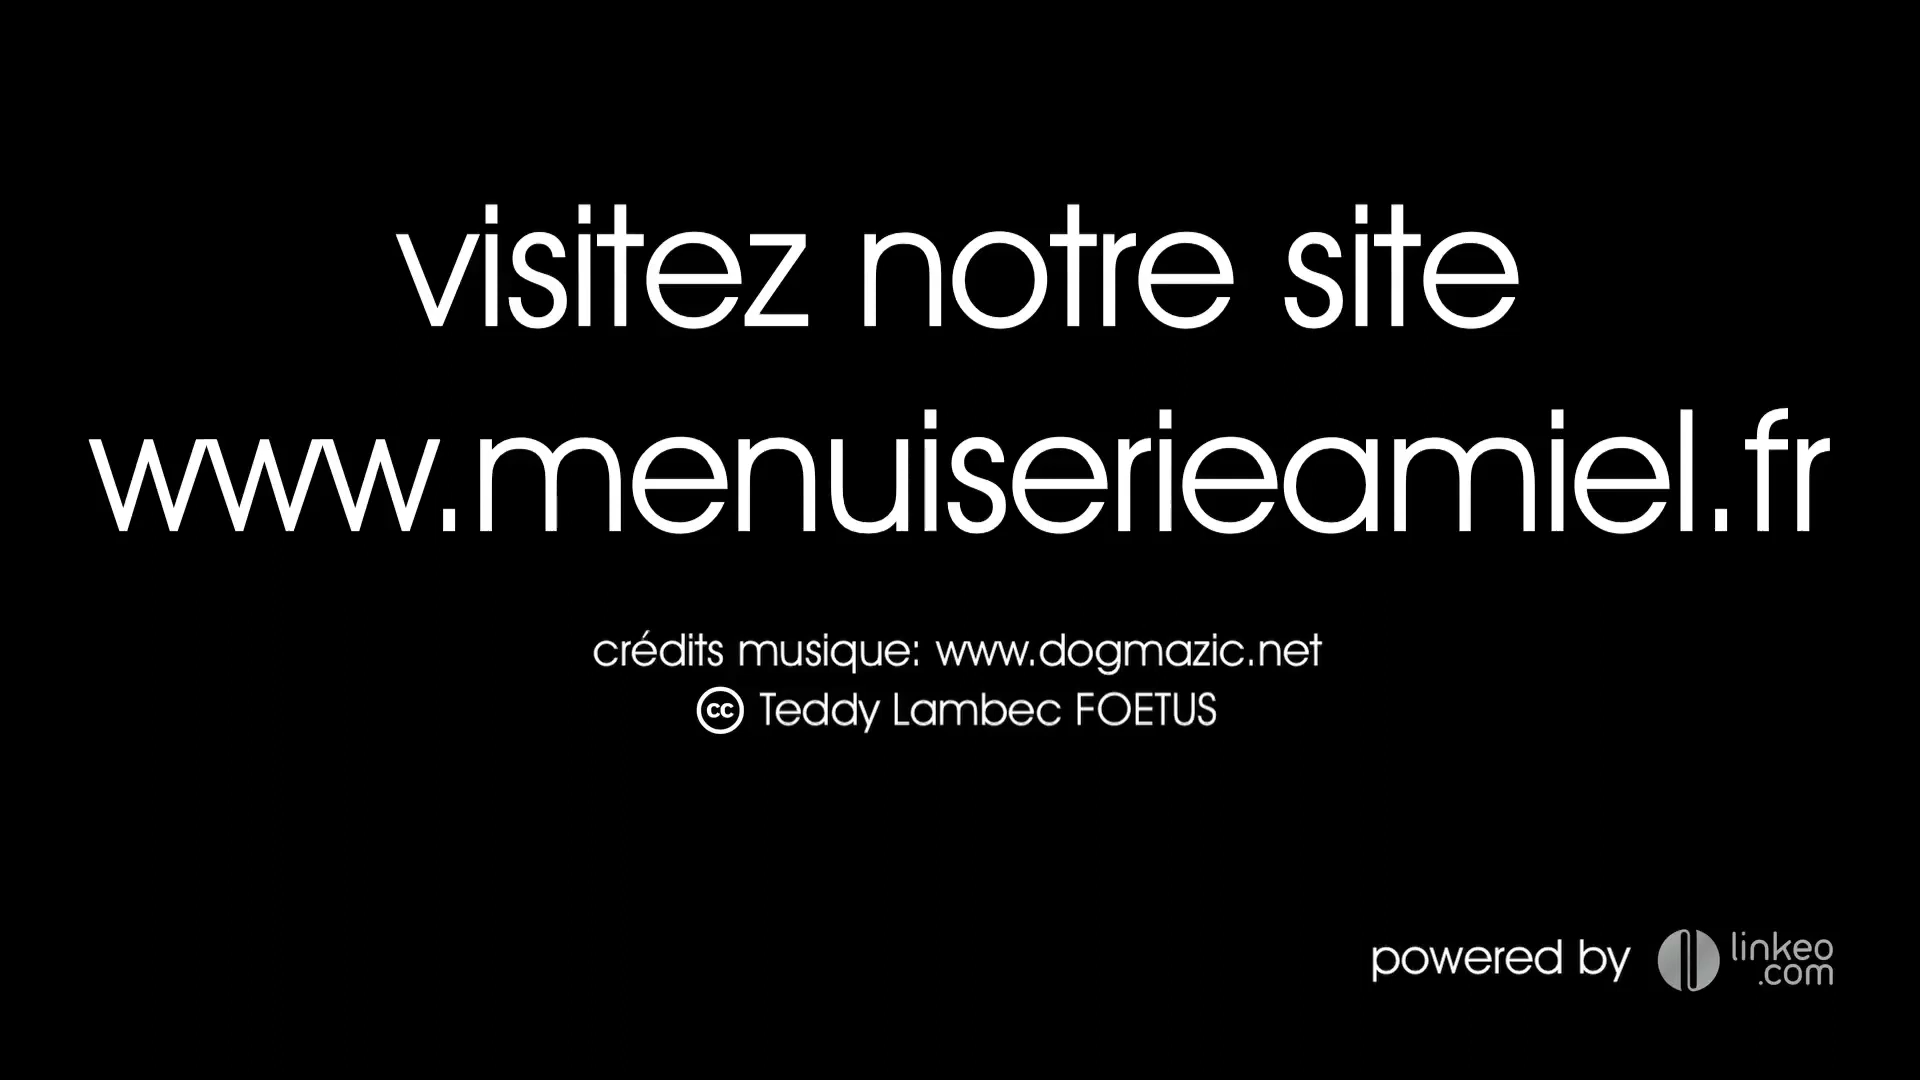 visitez notre site
www.menuiserieamiel.fr
crédits musique: www.dogmazic.net
cc Teddy Lambec FOETUS
powered by linkeo
.com